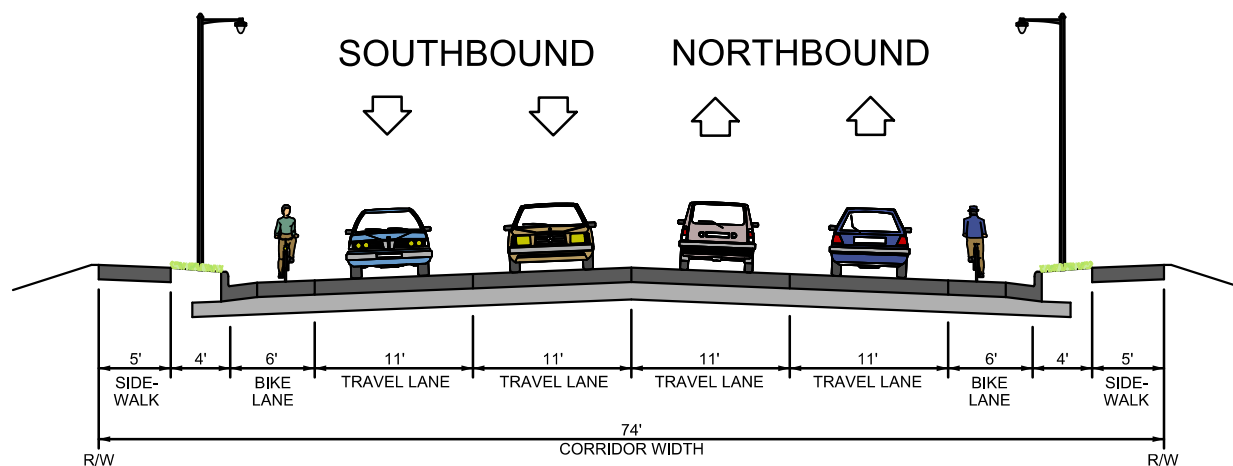 SOUTHBOUND NORTHBOUND
5' 4' 6' 11' 11' 11' 11' 6' 4' 5'
SIDE- BIKE TRAVEL LANE TRAVEL LANE TRAVEL LANE TRAVEL LANE BIKE SIDE-
WALK LANE LANE WALK
74'
CORRIDOR WIDTH
R/W R/W